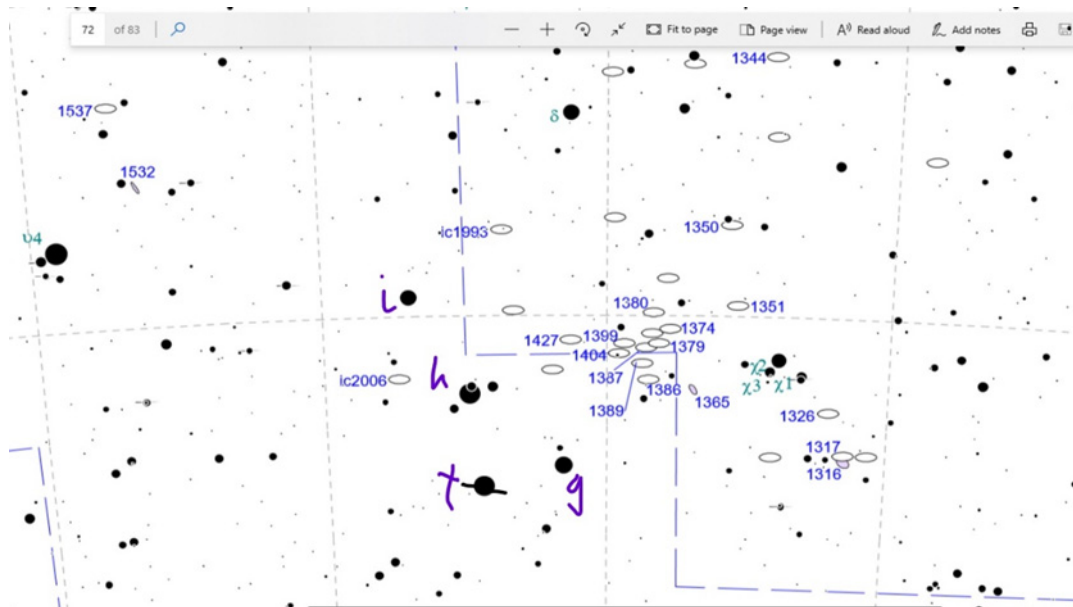 72 of 83 Fit to page Page view Read aloud Add notes
1344
1537
δ
1532
υ4
ic1993
1350
i
1380
1351
1427 1399 1374
1379
1404
h
ic2006
1387
χ2
χ3 χ1
1386
1365
1389
1326
1317
1316
f
g